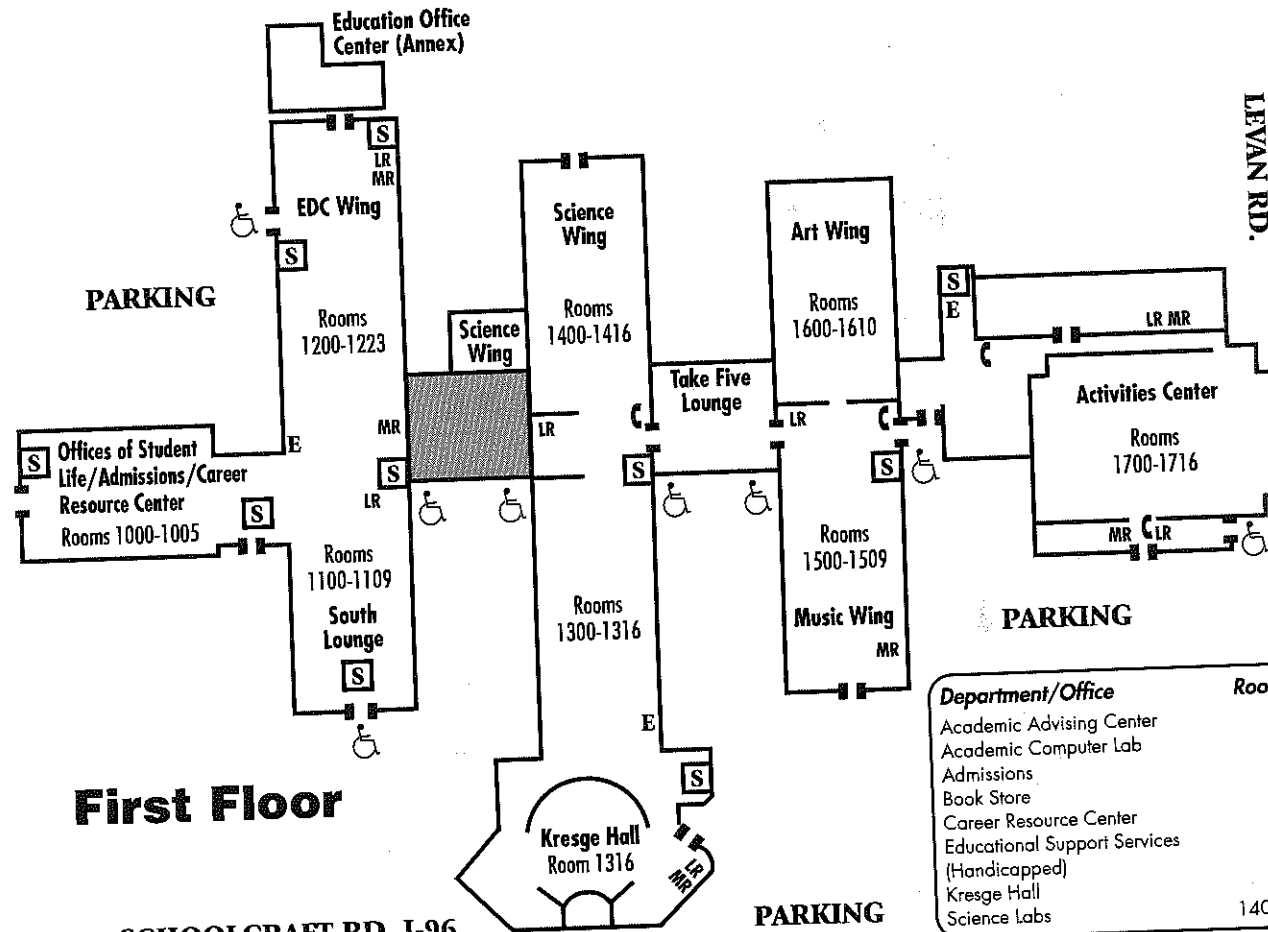 Education Office
Center (Annex)
LEVAN RD.
S
LR
MR
EDC Wing
S
PARKING
Rooms
1200-1223
Science
Wing
Rooms
1400-1416
Science
Wing
Art Wing
Rooms
1600-1610
S
E
LR MR
Take Five
Lounge
Activities Center
Rooms
1700-1716
MR
LR
LR
E
S
Offices of Student
Life/Admissions/Career
Resource Center
Rooms 1000-1005
S
S
LR
S
S
MR LR
Rooms
1100-1109
South
Lounge
S
Rooms
1300-1316
Rooms
1500-1509
Music Wing
MR
PARKING
E
S
First Floor
Kresge Hall
Room 1316
LR
MR
PARKING
Department/Office Roo
Academic Advising Center
Academic Computer Lab
Admissions
Book Store
Career Resource Center
Educational Support Services
(Handicapped)
Kresge Hall
Science Labs 140
SCHOOLCRAFT RD. I-96